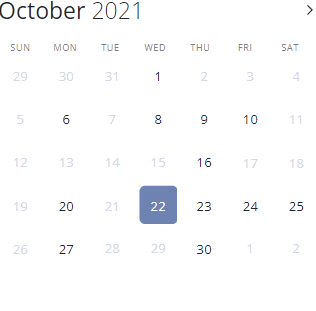 October 2021
SUN MON TUE WED THU FRI SAT
29 30 31 1 2 3 4
5 6 7 8 9 10 11
12 13 14 15 16 17 18
19 20 21 22 23 24 25
26 27 28 29 30 1 2